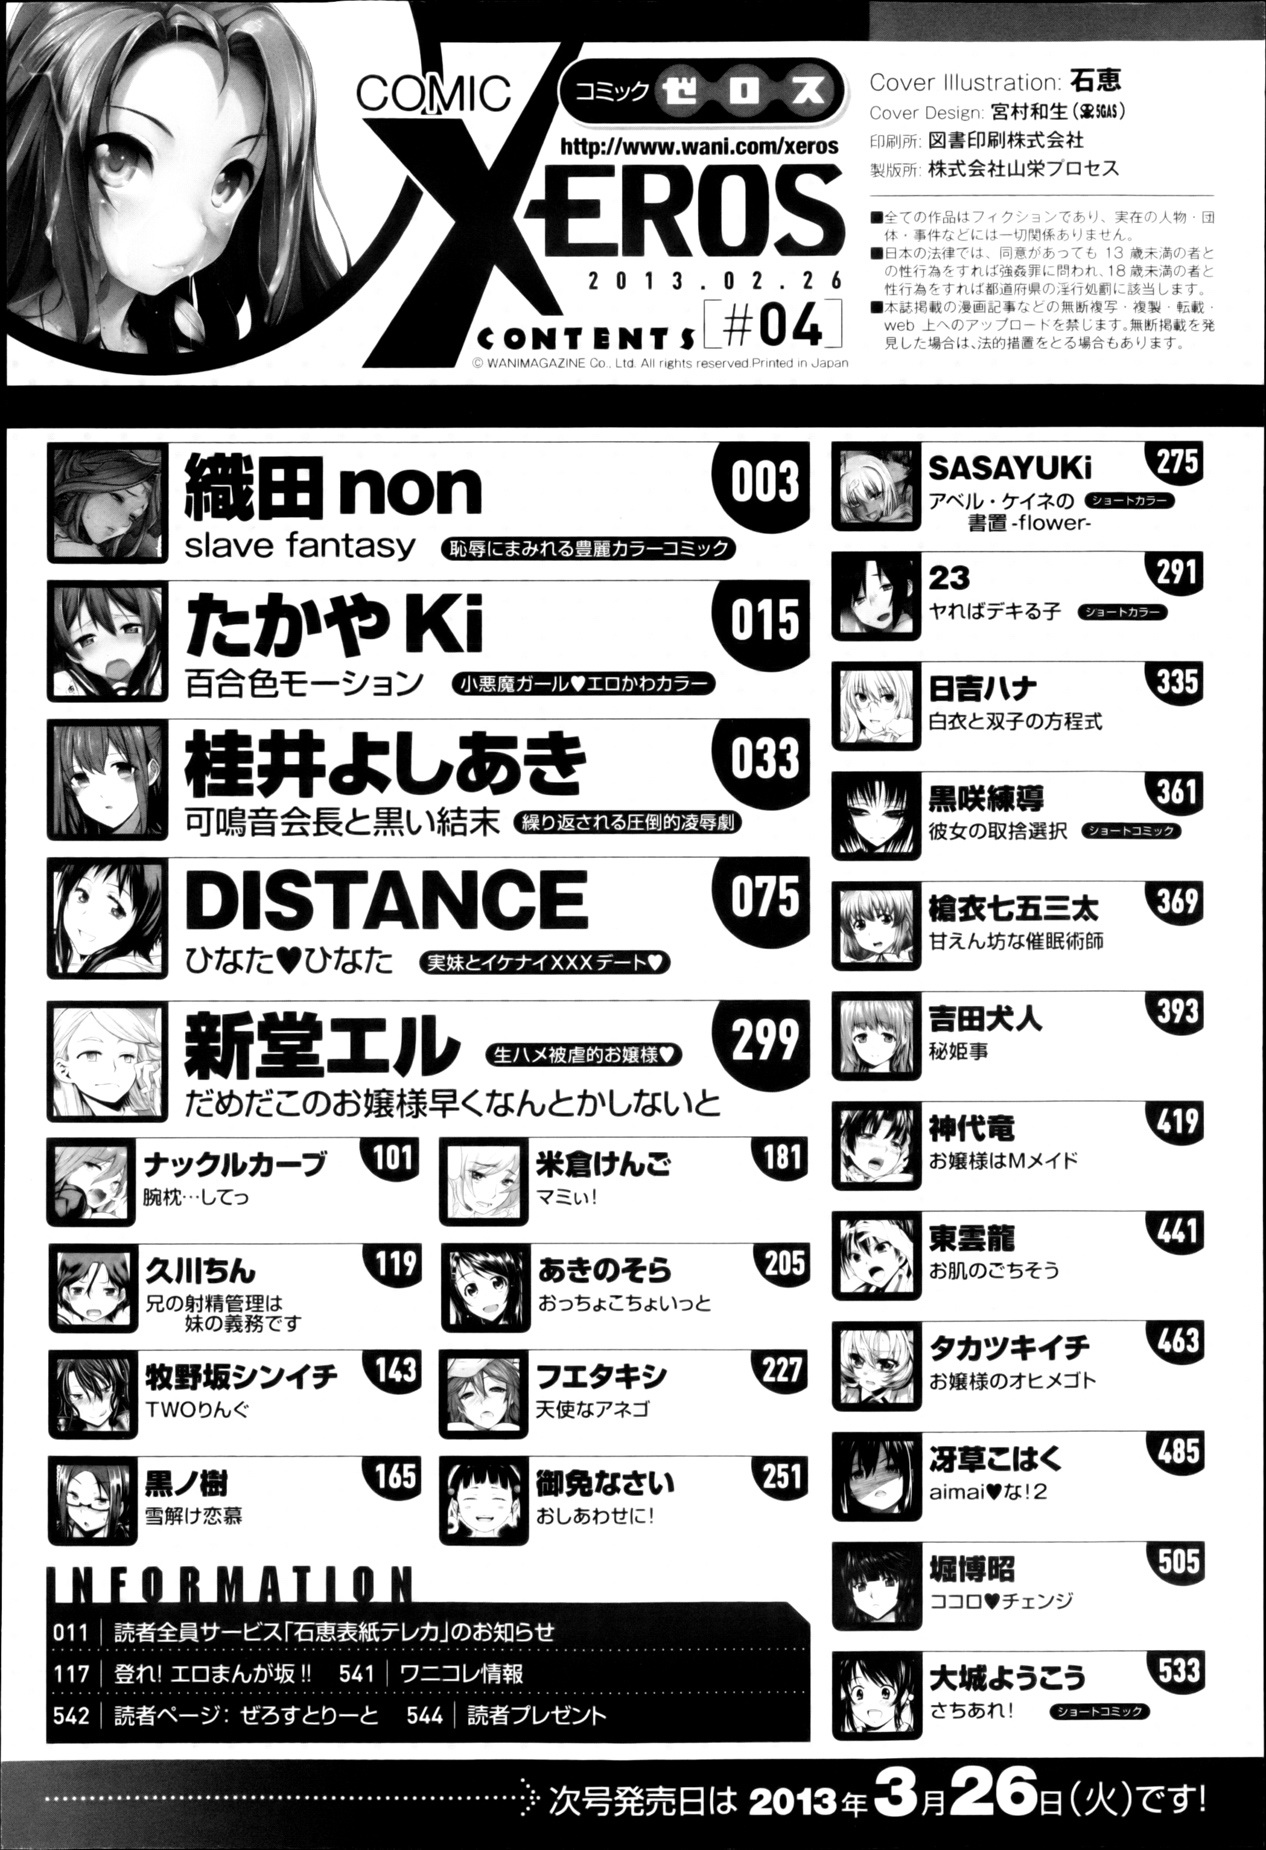 COMIC
XEROS
コミック ゼロス
http://www.wani.com/xeros
2013.02.26
CONTENTS [#04]
© WANIMAGAZINE Co., Ltd. All rights reserved.Printed in Japan
Cover Illustration: 石恵
Cover Design: 宮村和生(5GAS)
印刷所: 図書印刷株式会社
製版所: 株式会社山栄プロセス
■全ての作品はフィクションであり、実在の人物・団
体・事件などには一切関係ありません。
■日本の法律では、同意があっても 13 歳未満の者と
の性行為をすれば強姦罪に問われ、18 歳未満の者と
性行為をすれば都道府県の淫行処罰に該当します。
■本誌掲載の漫画記事などの無断複写・複製・転載・
web 上へのアップロードを禁じます。無断掲載を発
見した場合は、法的措置をとる場合もあります。
織田non 003
slave fantasy 恥辱にまみれる豊麗カラーコミック
たかやKi 015
百合色モーション 小悪魔ガール♥エロかわカラー
桂井よしあき 033
可鳴音会長と黒い結末 繰り返される圧倒的凌辱劇
DISTANCE 075
ひなた♥ひなた 実妹とイケナイXXXデート♥
新堂エル 生ハメ被虐的お嬢様♥ 299
だめだこのお嬢様早くなんとかしないと
ナックルカーブ 101
腕枕…してっ
久川ちん 119
兄の射精管理は
妹の義務です
牧野坂シンイチ 143
TWOりんぐ
黒ノ樹 165
雪解け恋慕
米倉けんご 181
マミぃ!
あきのそら 205
おっちょこちょいっと
フエタキシ 227
天使なアネゴ
御免なさい 251
おしあわせに!
SASAYUKi 275
アベル・ケイネの ショートカラー
書置-flower-
23 291
ヤればデキる子 ショートカラー
日吉ハナ 335
白衣と双子の方程式
黒咲練導 361
彼女の取捨選択 ショートコミック
槍衣七五三太 369
甘えん坊な催眠術師
吉田犬人 393
秘姫事
神代竜 419
お嬢様はMメイド
東雲龍 441
お肌のごちそう
タカツキイチ 463
お嬢様のオヒメゴト
冴草こはく 485
aimai♥な!2
堀博昭 505
ココロ♥チェンジ
大城ようこう 533
さちあれ! ショートコミック
INFORMATION
011 読者全員サービス「石恵表紙テレカ」のお知らせ
117 登れ! エロまんが坂!! 541 ワニコレ情報
542 読者ページ: ぜろすとりーと 544 読者プレゼント
次号発売日は 2013年3月26日(火)です!